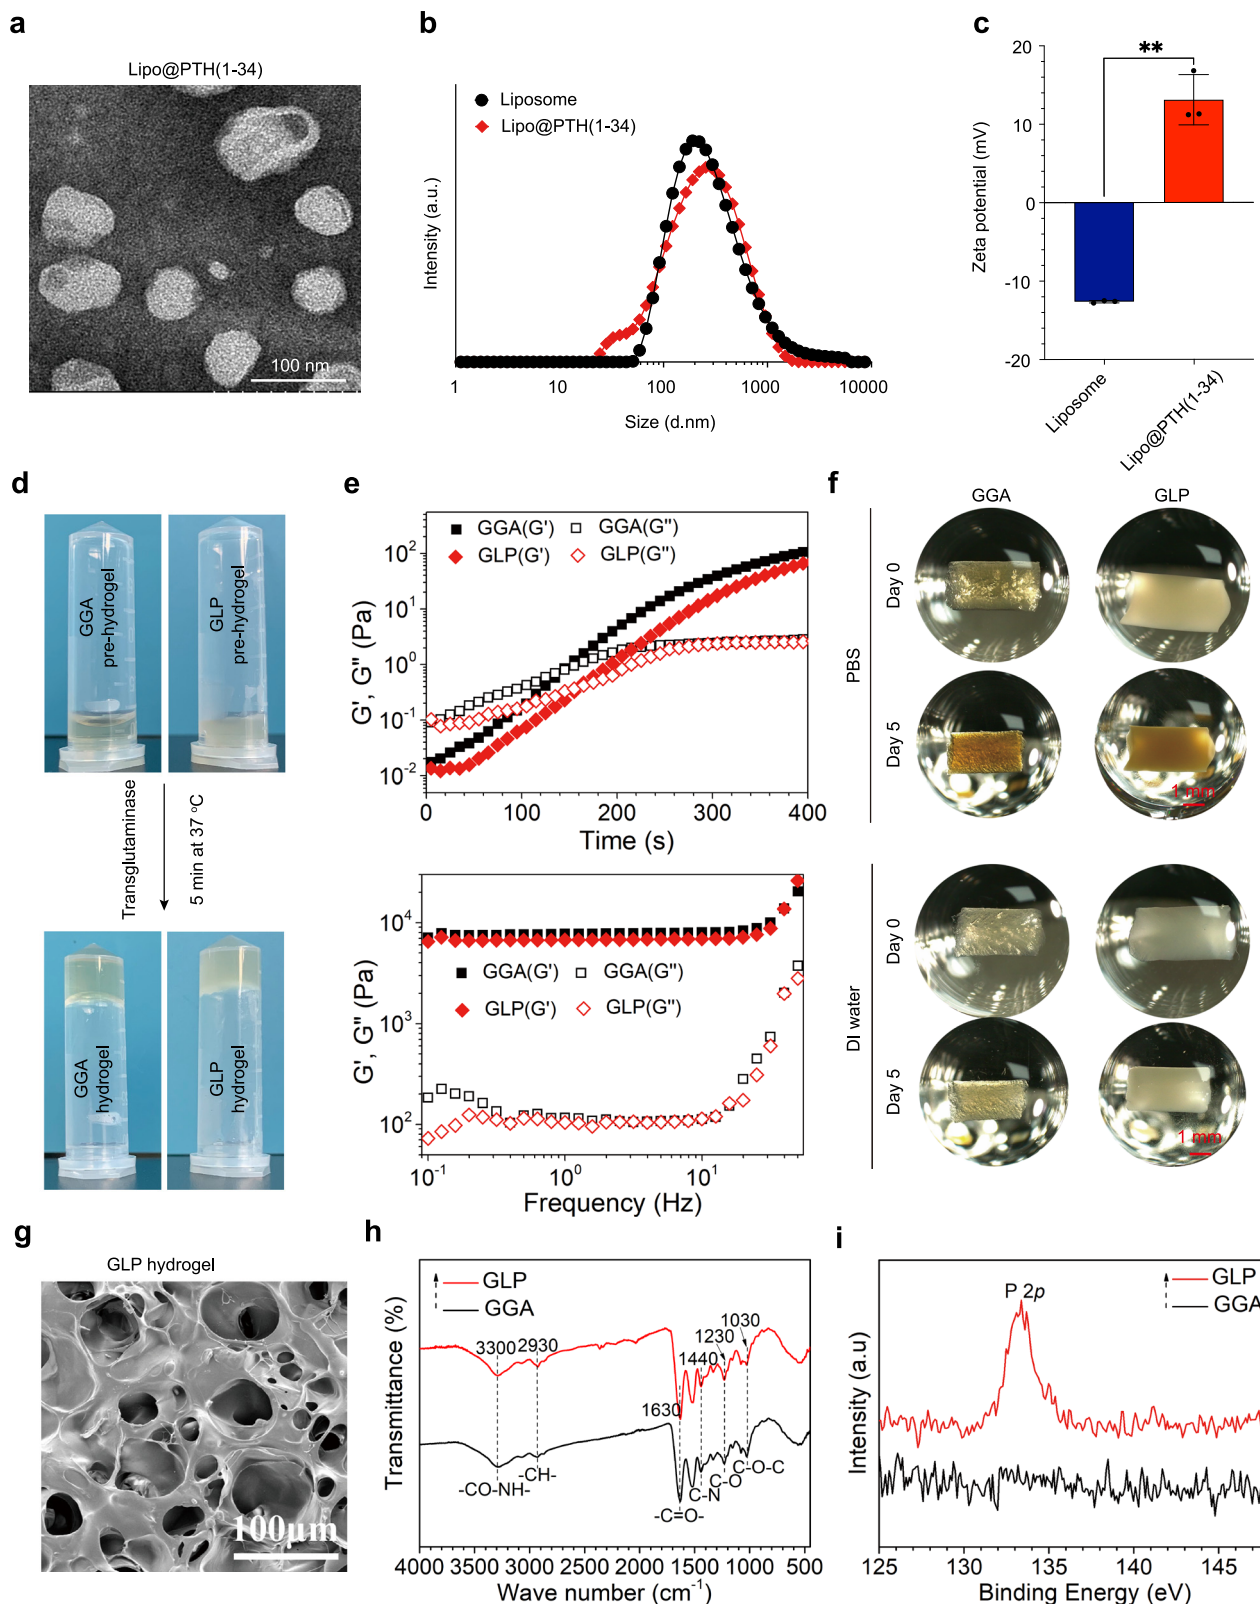 a
Lipo@PTH(1-34)
100 nm
b
Liposome
Lipo@PTH(1-34)
Intensity (a.u.)
1 10 100 1000 10000
Size (d.nm)
c
**
20
10
0
-10
-20
Zeta potential (mV)
Liposome
Lipo@PTH(1-34)
d
GGA
pre-hydrogel
GLP
pre-hydrogel
Transglutaminase
5 min at 37 °C
GGA
hydrogel
GLP
hydrogel
e
GGA(G') GGA(G'')
GLP(G') GLP(G'')
10²
10¹
10⁰
10⁻¹
10⁻²
G', G'' (Pa)
0 100 200 300 400
Time (s)
10⁴
10³
10²
GGA(G') GGA(G'')
GLP(G') GLP(G'')
G', G'' (Pa)
10⁻¹ 10⁰ 10¹
Frequency (Hz)
f
GGA GLP
PBS
Day 0
Day 5
1 mm
DI water
Day 0
Day 5
1 mm
g
GLP hydrogel
100μm
h
GLP
GGA
Transmittance (%)
3300 2930 1630 1440 1230 1030
-CO-NH- -CH- -C=O- C-N C-O C-O-C
4000 3500 3000 2500 2000 1500 1000 500
Wave number (cm⁻¹)
i
GLP
GGA
P 2p
Intensity (a.u)
125 130 135 140 145
Binding Energy (eV)